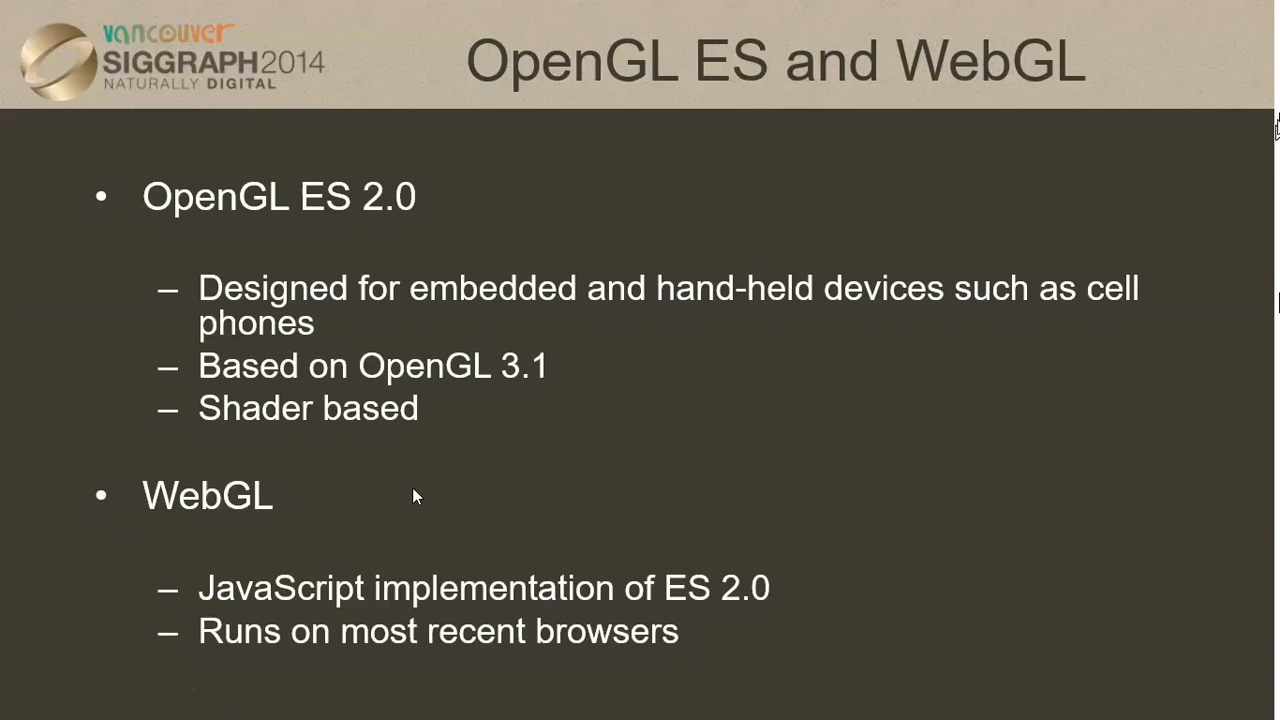 vancouver
SIGGRAPH2014
NATURALLY DIGITAL
OpenGL ES and WebGL
• OpenGL ES 2.0
– Designed for embedded and hand-held devices such as cell
phones
– Based on OpenGL 3.1
– Shader based
• WebGL
– JavaScript implementation of ES 2.0
– Runs on most recent browsers